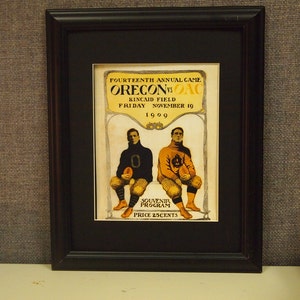 FOURTEENTH ANNUAL GAME
OREGON VS OAC
KINCAID FIELD
FRIDAY NOVEMBER 19
1909
O
SOUVENIR
PROGRAM
PRICE 25CENTS